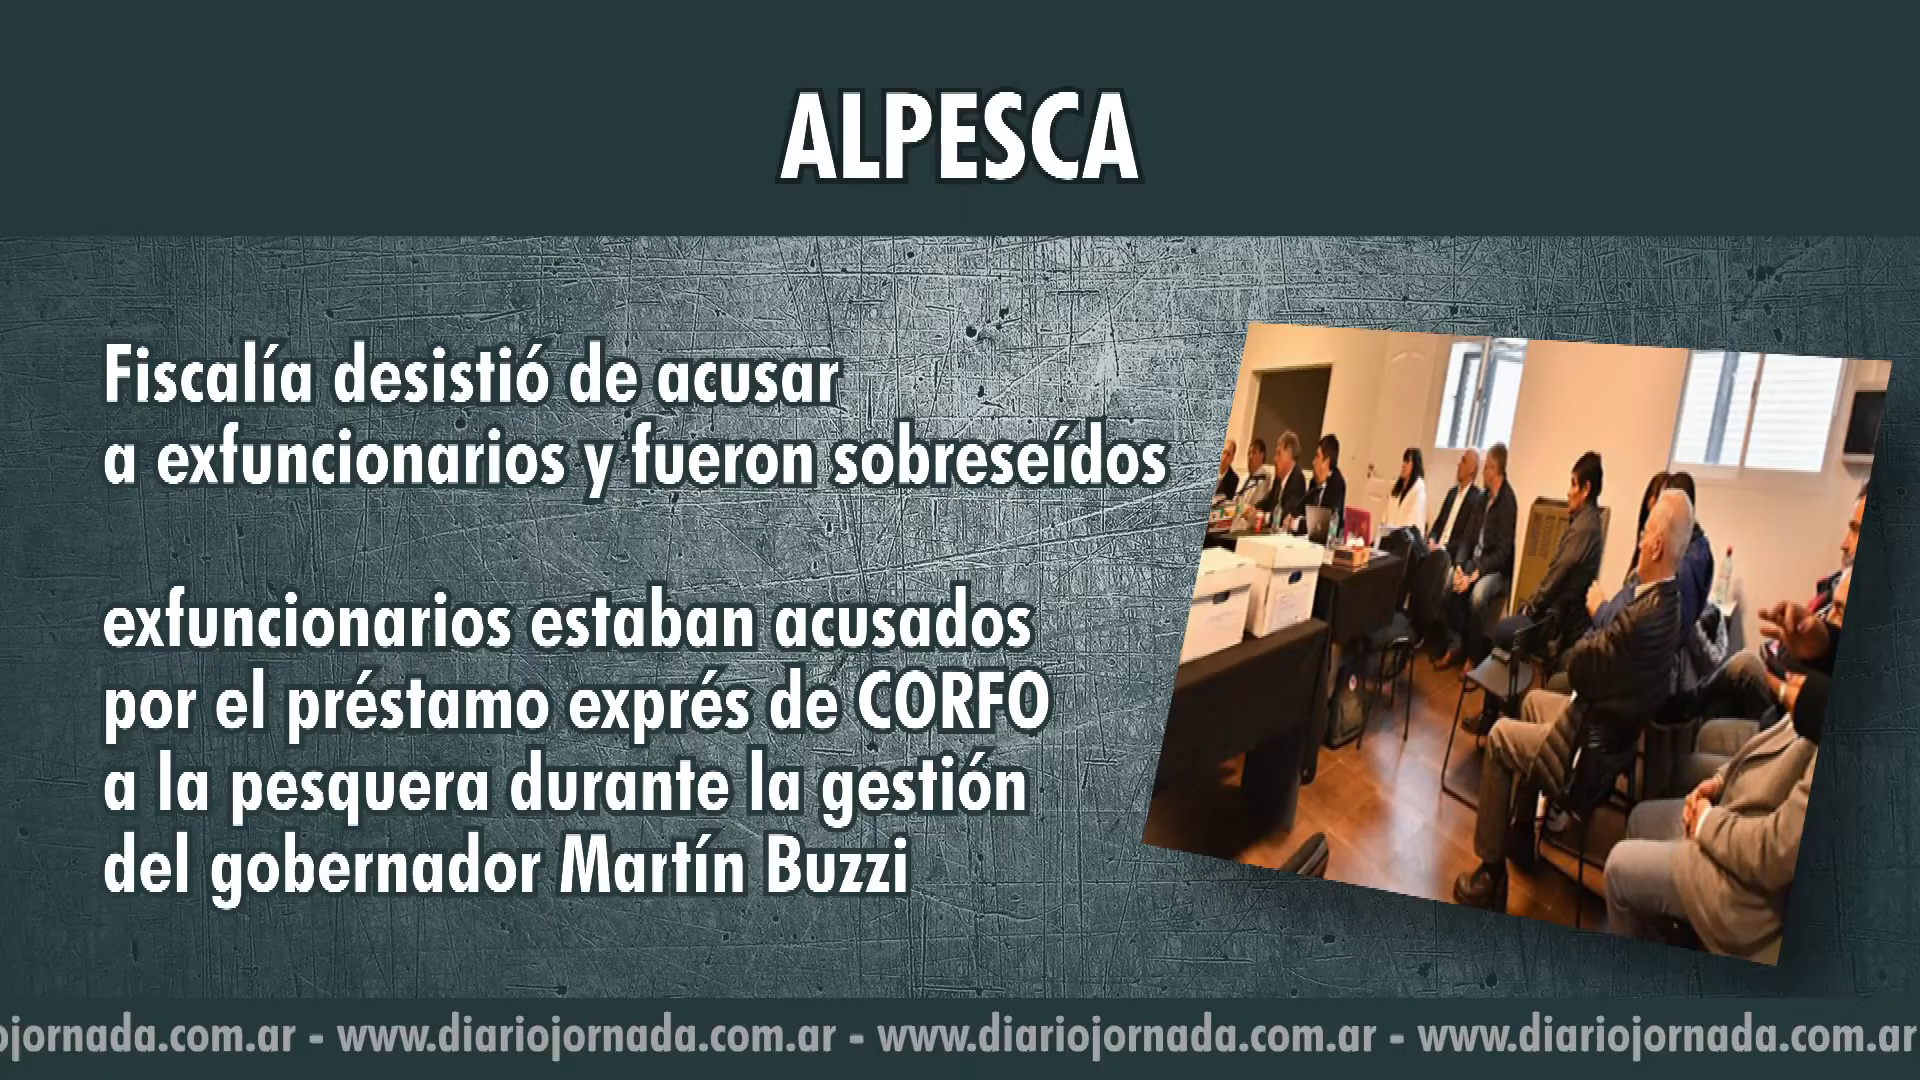 ALPESCA
Fiscalía desistió de acusar
a exfuncionarios y fueron sobreseídos
exfuncionarios estaban acusados
por el préstamo exprés de CORFO
a la pesquera durante la gestión
del gobernador Martín Buzzi
ojornada.com.ar - www.diariojornada.com.ar - www.diariojornada.com.ar - www.diariojornada.com.ar